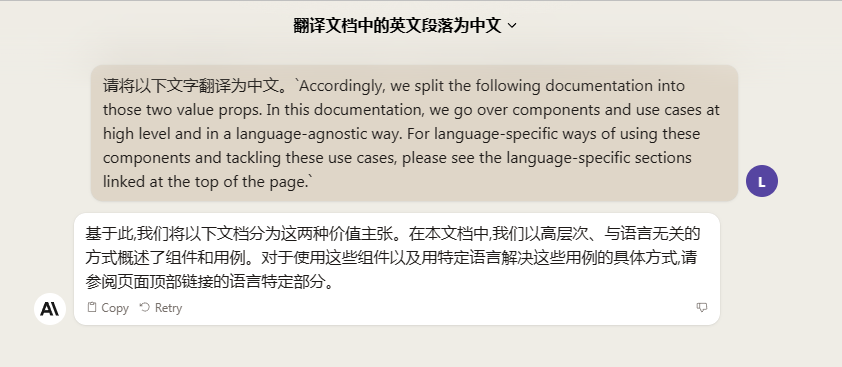 翻译文档中的英文段落为中文
请将以下文字翻译为中文。`Accordingly, we split the following documentation into
those two value props. In this documentation, we go over components and use cases at
high level and in a language-agnostic way. For language-specific ways of using these
components and tackling these use cases, please see the language-specific sections
linked at the top of the page.`
L
基于此,我们将以下文档分为这两种价值主张。在本文档中,我们以高层次、与语言无关的
方式概述了组件和用例。对于使用这些组件以及用特定语言解决这些用例的具体方式,请
参阅页面顶部链接的语言特定部分。
AI
Copy Retry